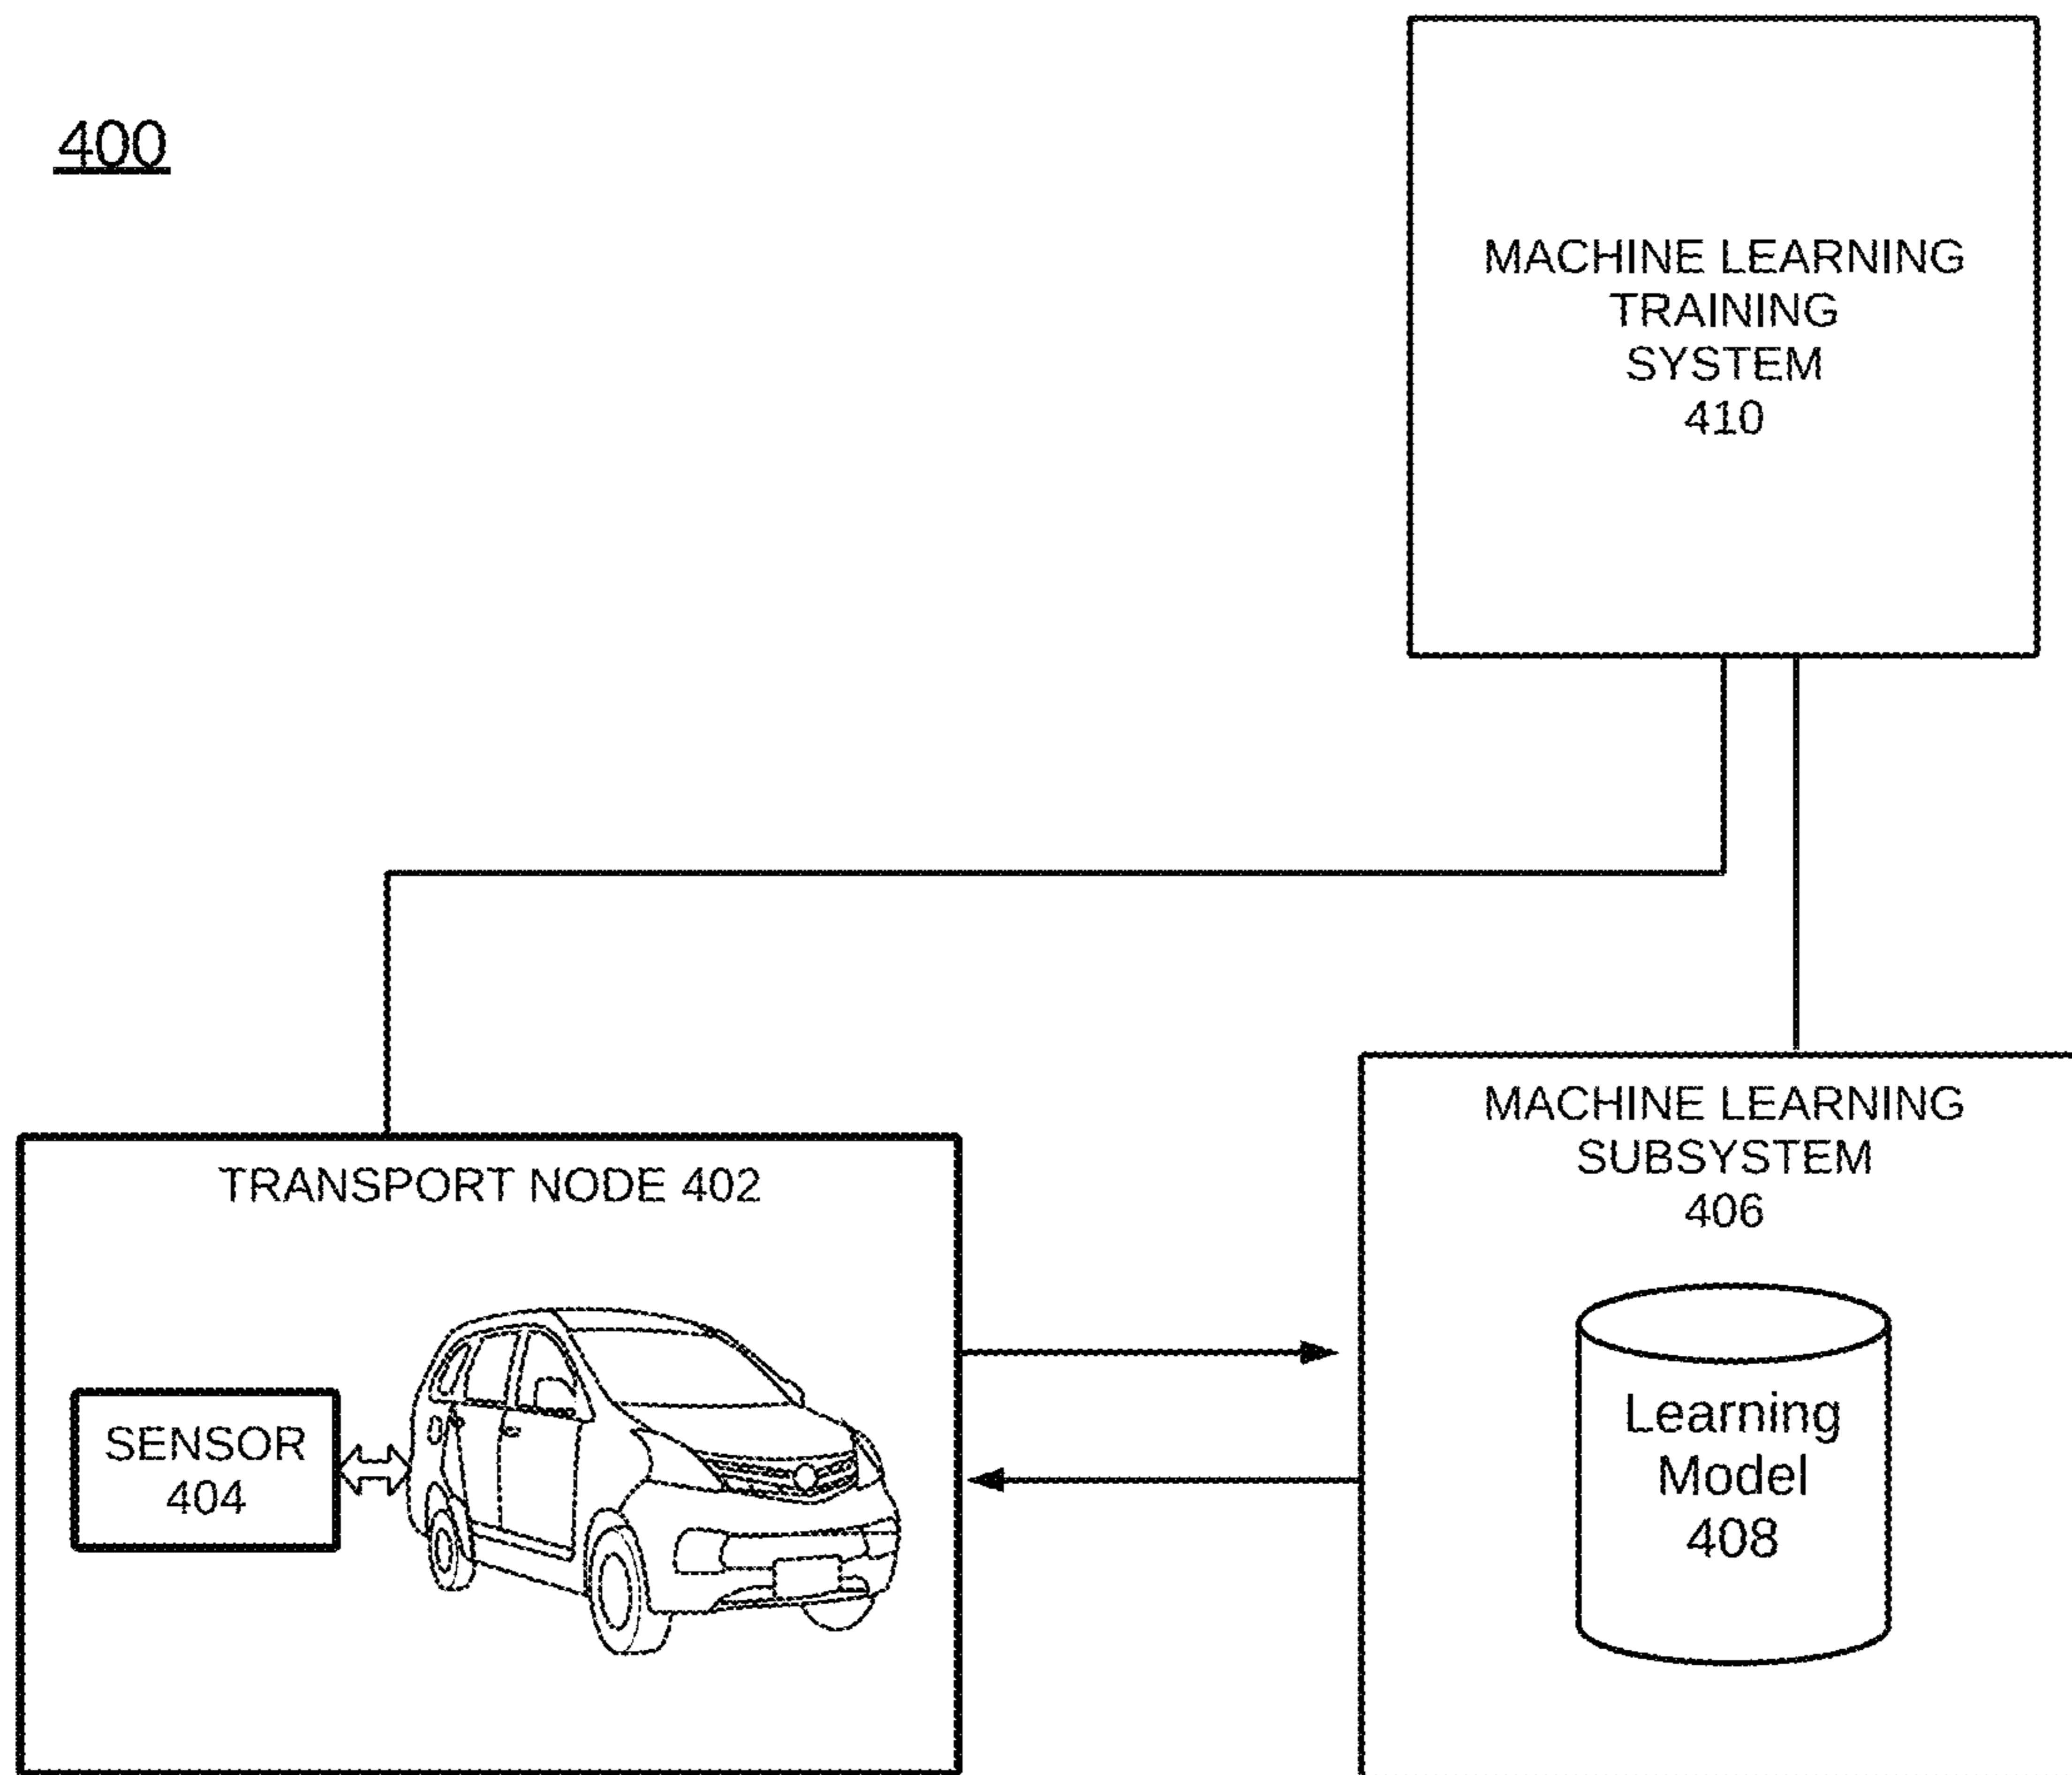 400
MACHINE LEARNING
TRAINING
SYSTEM
410
TRANSPORT NODE 402
SENSOR
404
MACHINE LEARNING
SUBSYSTEM
406
Learning
Model
408